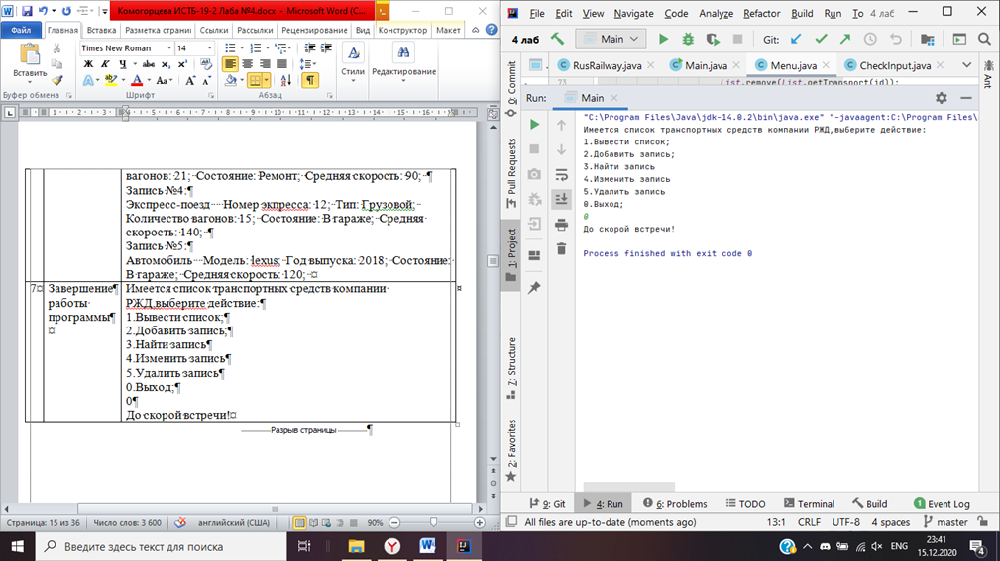 Комогорцева ИСТБ-19-2 Лаба №4.docx - Microsoft Word (С...
Файл Главная Вставка Разметка страни Ссылки Рассылки Рецензирование Вид Конструктор Макет
Times New Roman 14
Вставить
Ж К Ч abc x₂ x²
Стили Редактирование
Буфер обмена Шрифт Абзац
вагонов: 21; Состояние: Ремонт; Средняя скорость: 90; ¶
Запись №4:¶
Экспресс-поезд Номер экпресса: 12; Тип: Грузовой;
Количество вагонов: 15; Состояние: В гараже; Средняя
скорость: 140; ¶
Запись №5:¶
Автомобиль Модель: lexus; Год выпуска: 2018; Состояние:
В гараже; Средняя скорость: 120; ¤
7¤ Завершение¶
работы
программы¶
¤
Имеется список транспортных средств компании
РЖД,выберите действие:¶
1.Вывести список;¶
2.Добавить запись;¶
3.Найти запись¶
4.Изменить запись¶
5.Удалить запись¶
0.Выход;¶
0¶
До скорой встречи!¤
Разрыв страницы ¶
Страница: 15 из 36 Число слов: 3 600 английский (США) 90%
File Edit View Navigate Code Analyze Refactor Build Run To 4 лаб
4 лаб Main Git:
RusRailway.java Main.java Menu.java CheckInput.java
73 list.remove(list.getTransport(id));
Run: Main
"C:\Program Files\Java\jdk-14.0.2\bin\java.exe" "-javaagent:C:\Program Files\
Имеется список транспортных средств компании РЖД,выберите действие:
1.Вывести список;
2.Добавить запись;
3.Найти запись
4.Изменить запись
5.Удалить запись
0.Выход;
0
До скорой встречи!
Process finished with exit code 0
Commit
Pull Requests
1: Project
7: Structure
2: Favorites
Ant
9: Git 4: Run 6: Problems TODO Terminal Build 1 Event Log
All files are up-to-date (moments ago) 13:1 CRLF UTF-8 4 spaces master
Введите здесь текст для поиска
ENG
23:41
15.12.2020
4